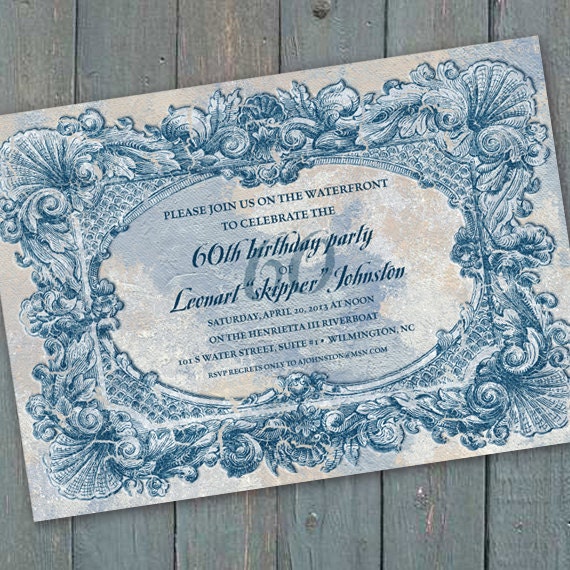 PLEASE JOIN US ON THE WATERFRONT
TO CELEBRATE THE
60
60th birthday party
OF
Leonart "skipper" Johnston
SATURDAY, APRIL 20, 2013 AT NOON
ON THE HENRIETTA III RIVERBOAT
101 S WATER STREET, SUITE 81 • WILMINGTON, NC
RSVP REGRETS ONLY TO AJOHNSTON@MSN.COM